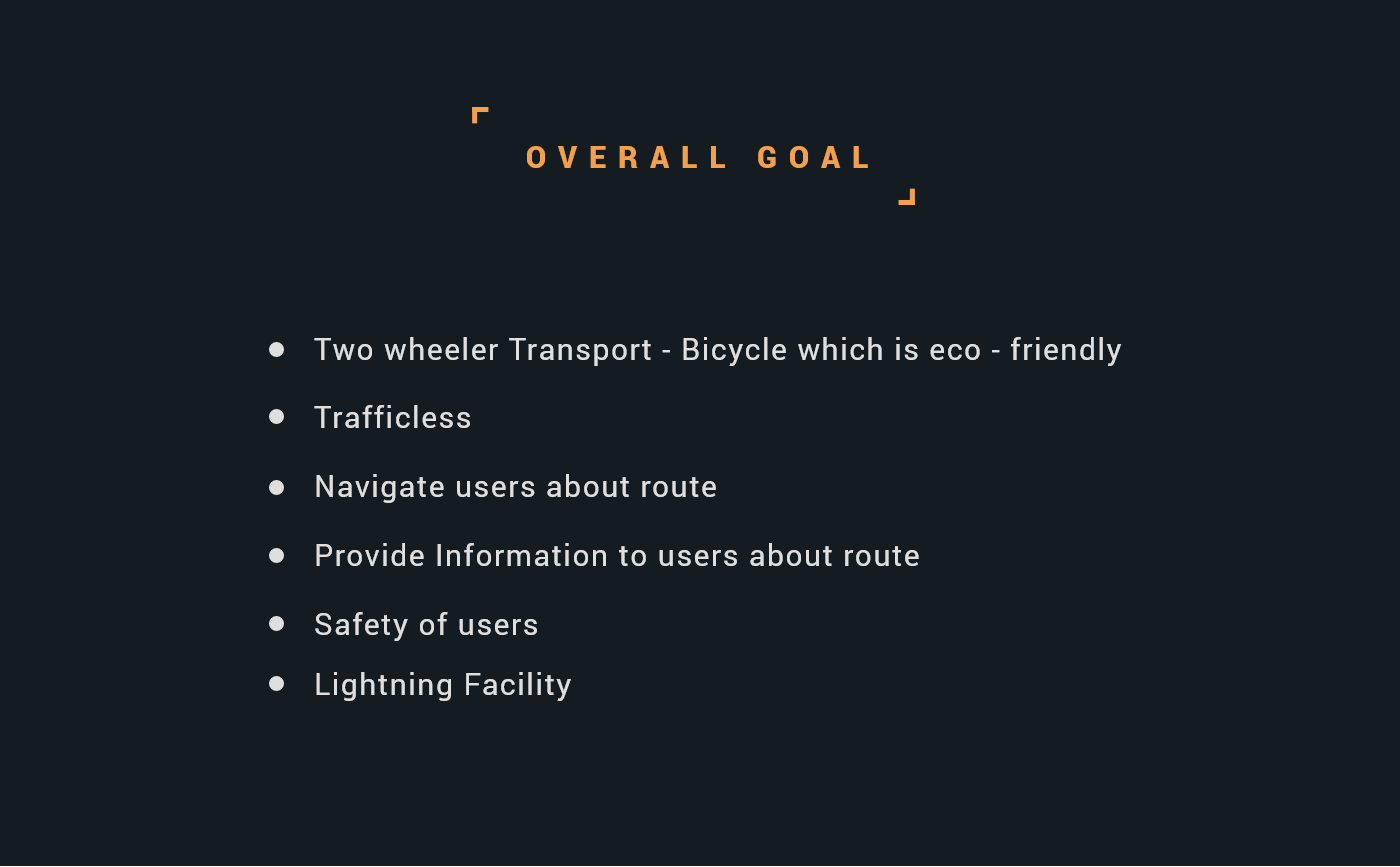 OVERALL GOAL
Two wheeler Transport - Bicycle which is eco - friendly
Trafficless
Navigate users about route
Provide Information to users about route
Safety of users
Lightning Facility